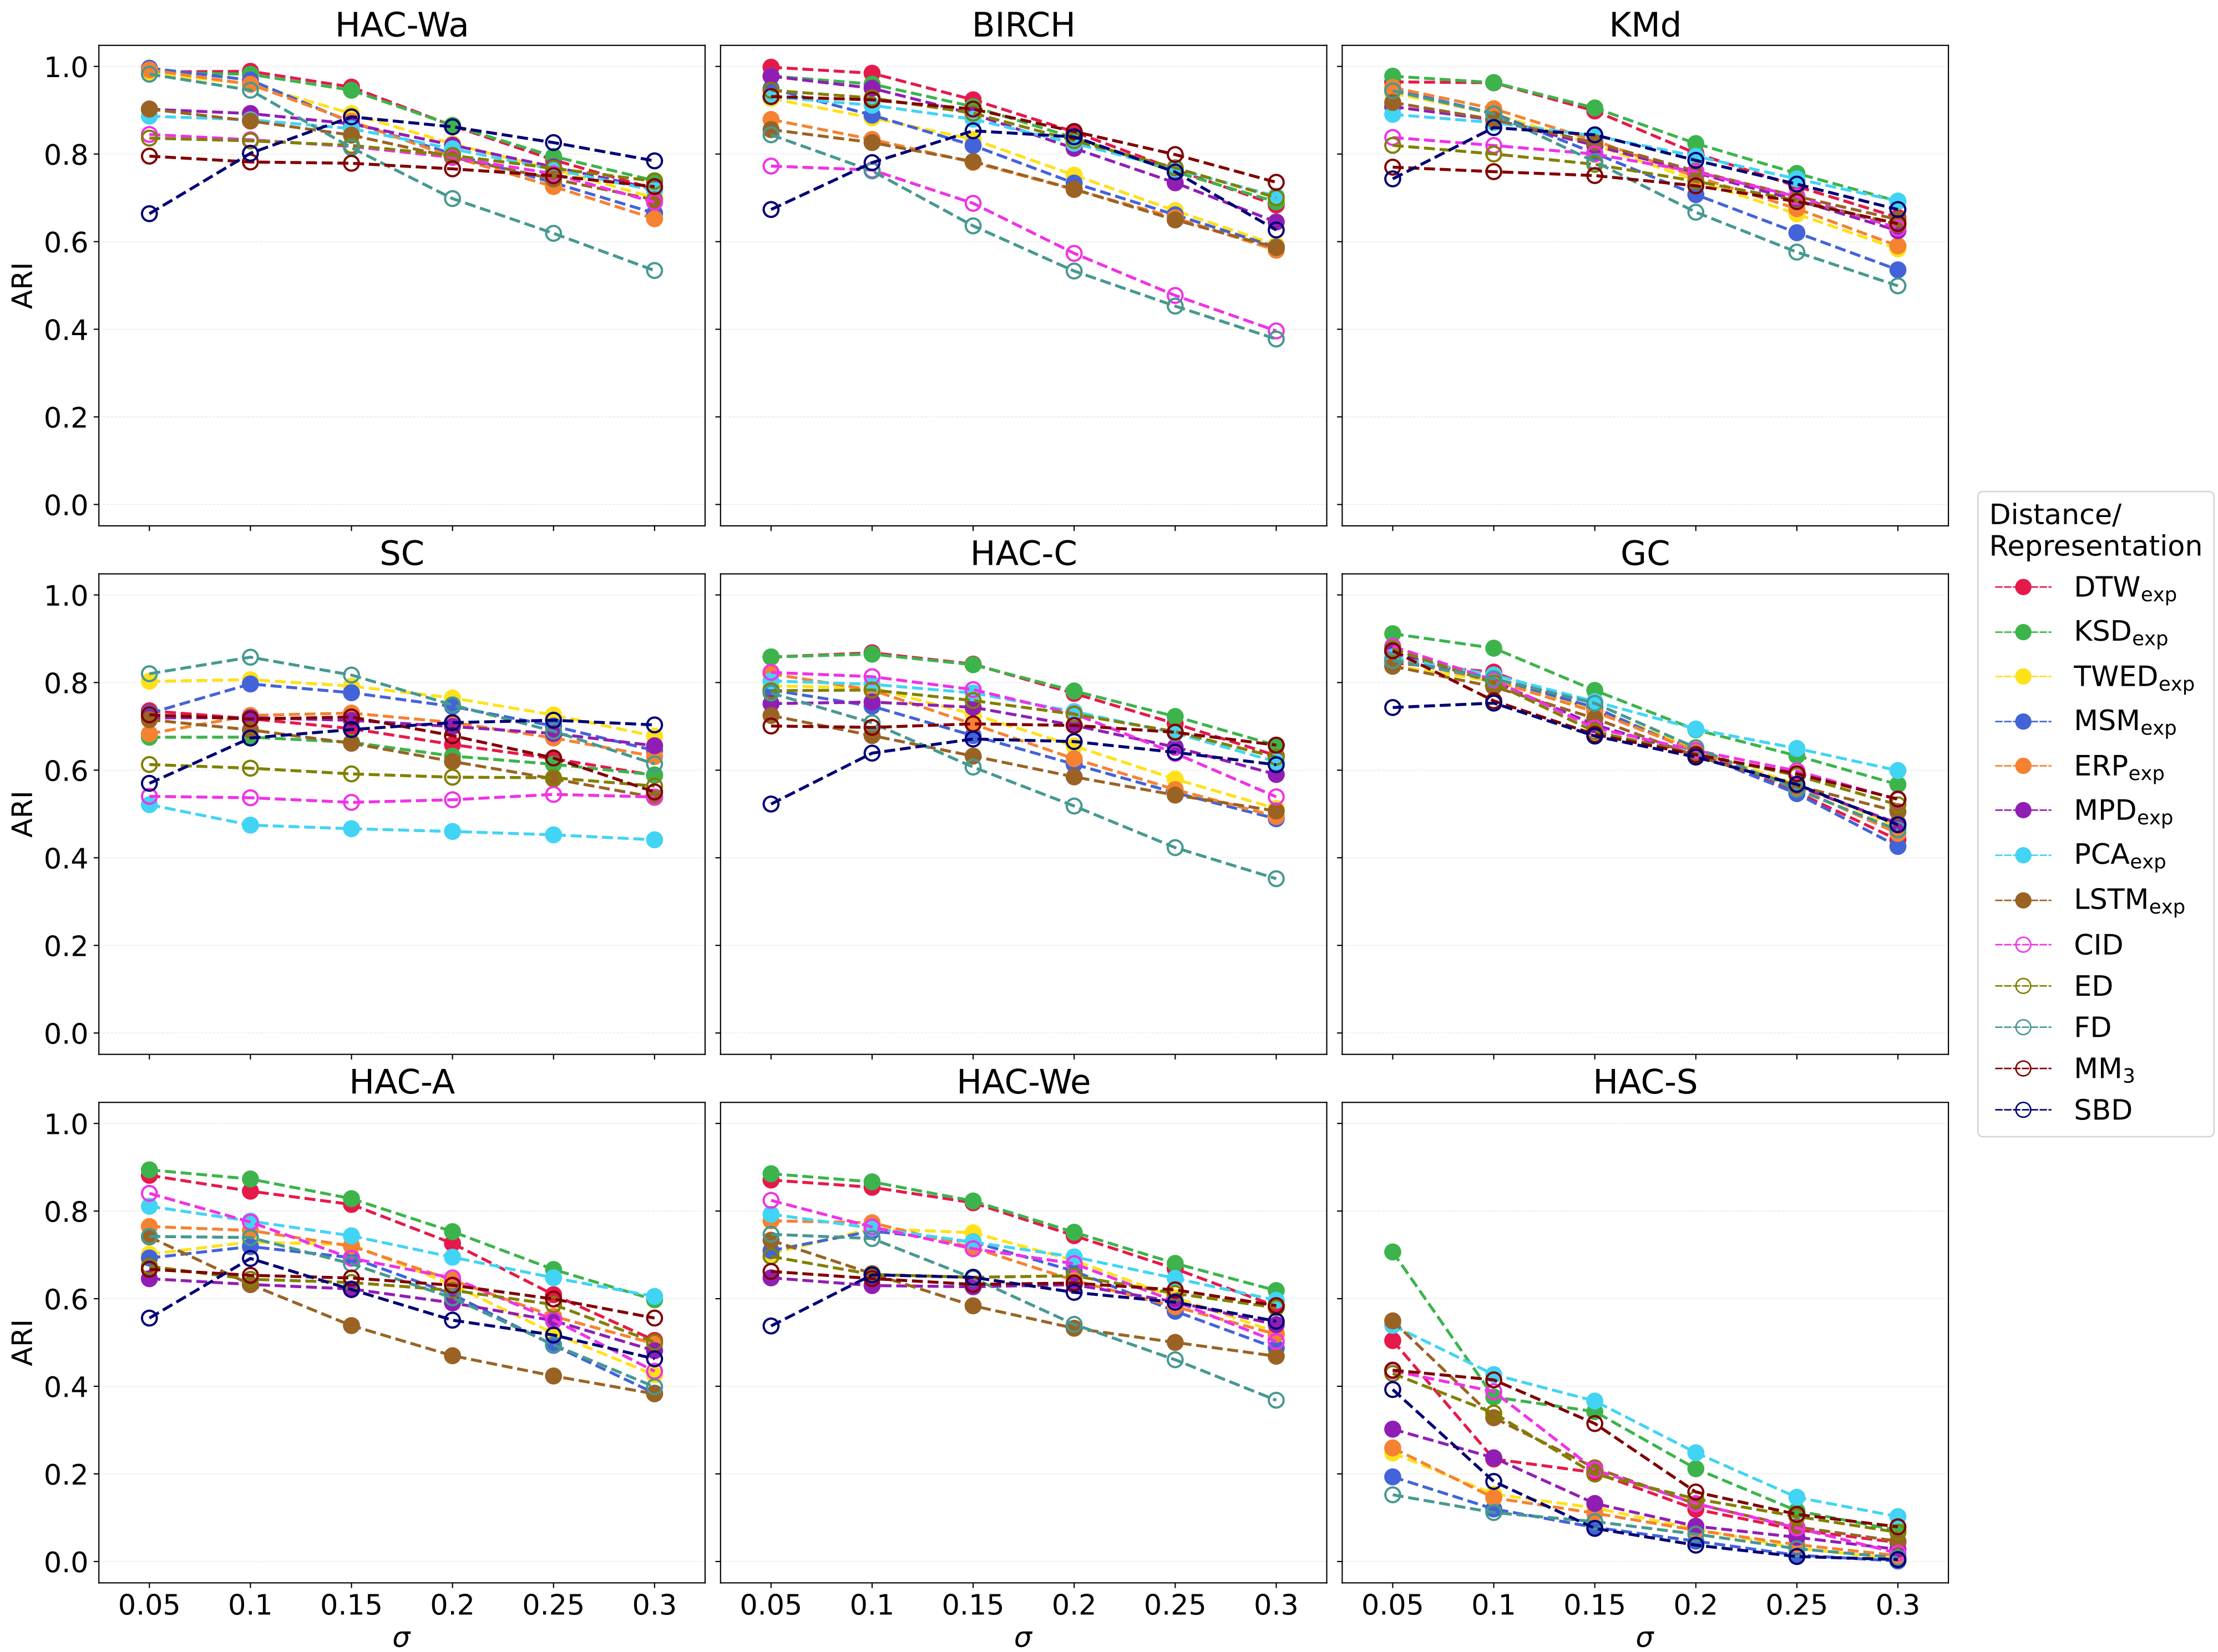 HAC-Wa
BIRCH
KMd
ARI
1.0
0.8
0.6
0.4
0.2
0.0
SC
HAC-C
GC
ARI
1.0
0.8
0.6
0.4
0.2
0.0
HAC-A
HAC-We
HAC-S
ARI
1.0
0.8
0.6
0.4
0.2
0.0
0.05 0.1 0.15 0.2 0.25 0.3
σ
0.05 0.1 0.15 0.2 0.25 0.3
σ
0.05 0.1 0.15 0.2 0.25 0.3
σ
Distance/
Representation
DTWexp
KSDexp
TWEDexp
MSMexp
ERPexp
MPDexp
PCAexp
LSTMexp
CID
ED
FD
MM3
SBD